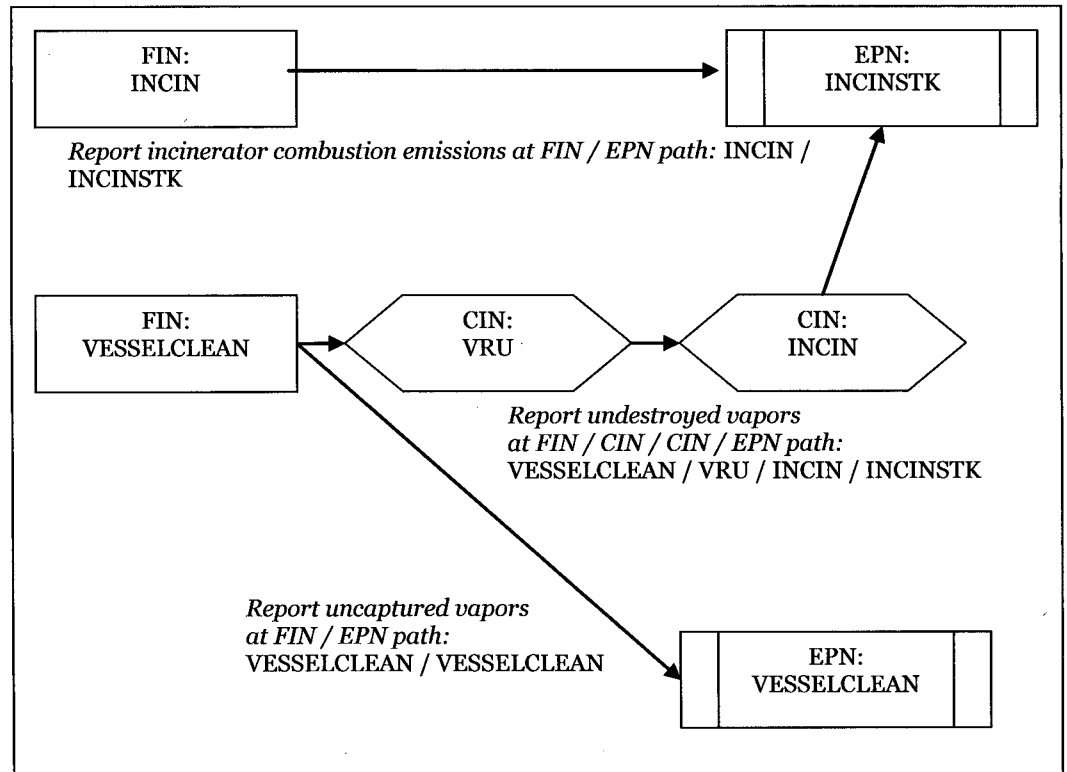 FIN:
INCIN
EPN:
INCINSTK
Report incinerator combustion emissions at FIN / EPN path: INCIN /
INCINSTK
FIN:
VESSELCLEAN
CIN:
VRU
CIN:
INCIN
Report undestroyed vapors
at FIN / CIN / CIN / EPN path:
VESSELCLEAN / VRU / INCIN / INCINSTK
Report uncaptured vapors
at FIN / EPN path:
VESSELCLEAN / VESSELCLEAN
EPN:
VESSELCLEAN